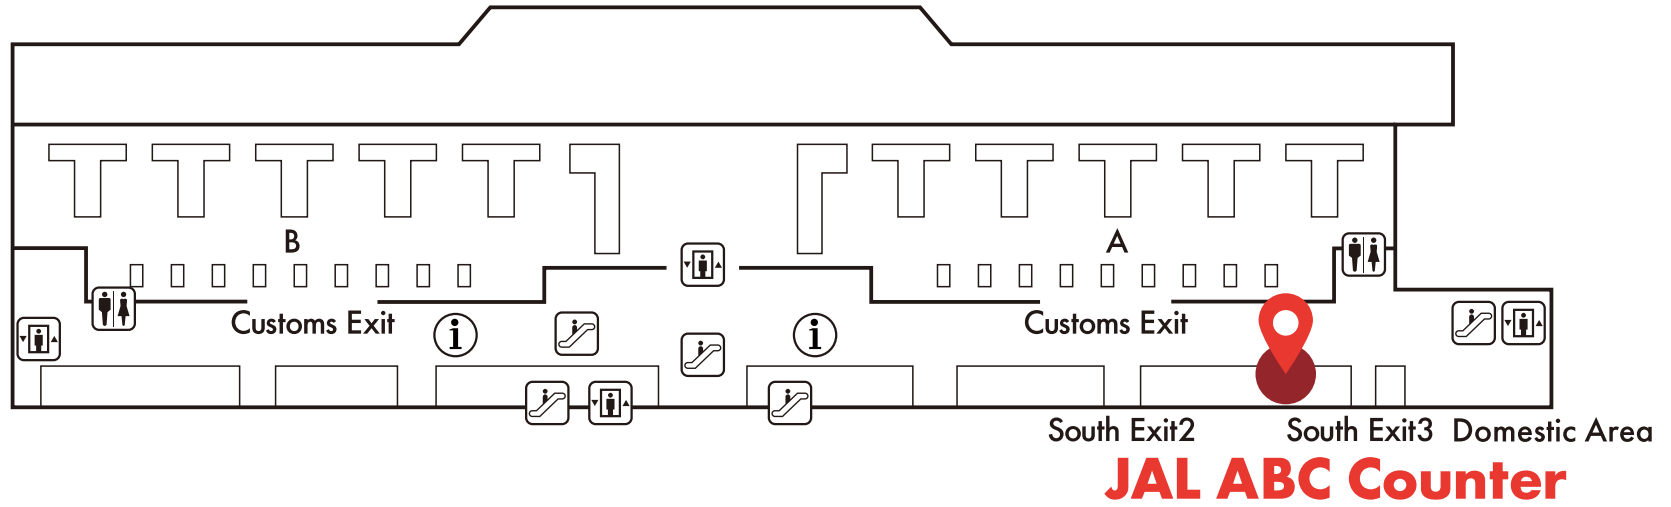 B
A
Customs Exit
i
i
Customs Exit
South Exit2
South Exit3
Domestic Area
JAL ABC Counter